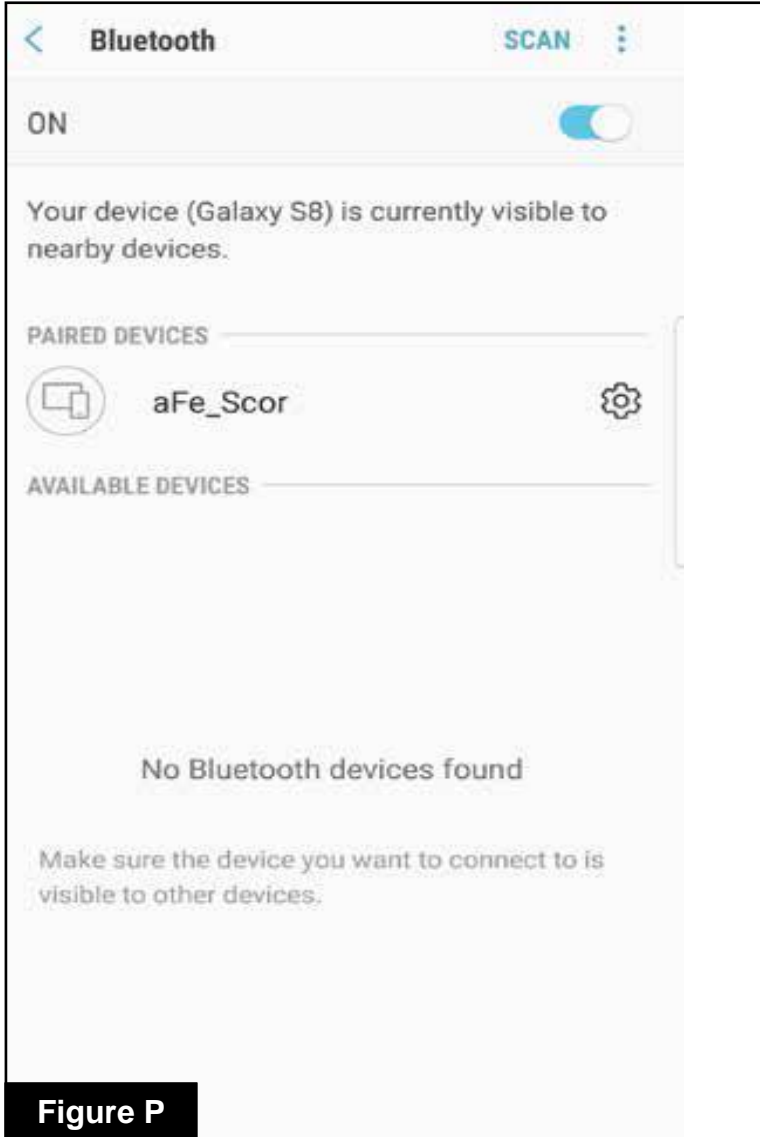 Bluetooth SCAN
ON
Your device (Galaxy S8) is currently visible to
nearby devices.
PAIRED DEVICES
aFe_Scor
AVAILABLE DEVICES
No Bluetooth devices found
Make sure the device you want to connect to is
visible to other devices.
Figure P